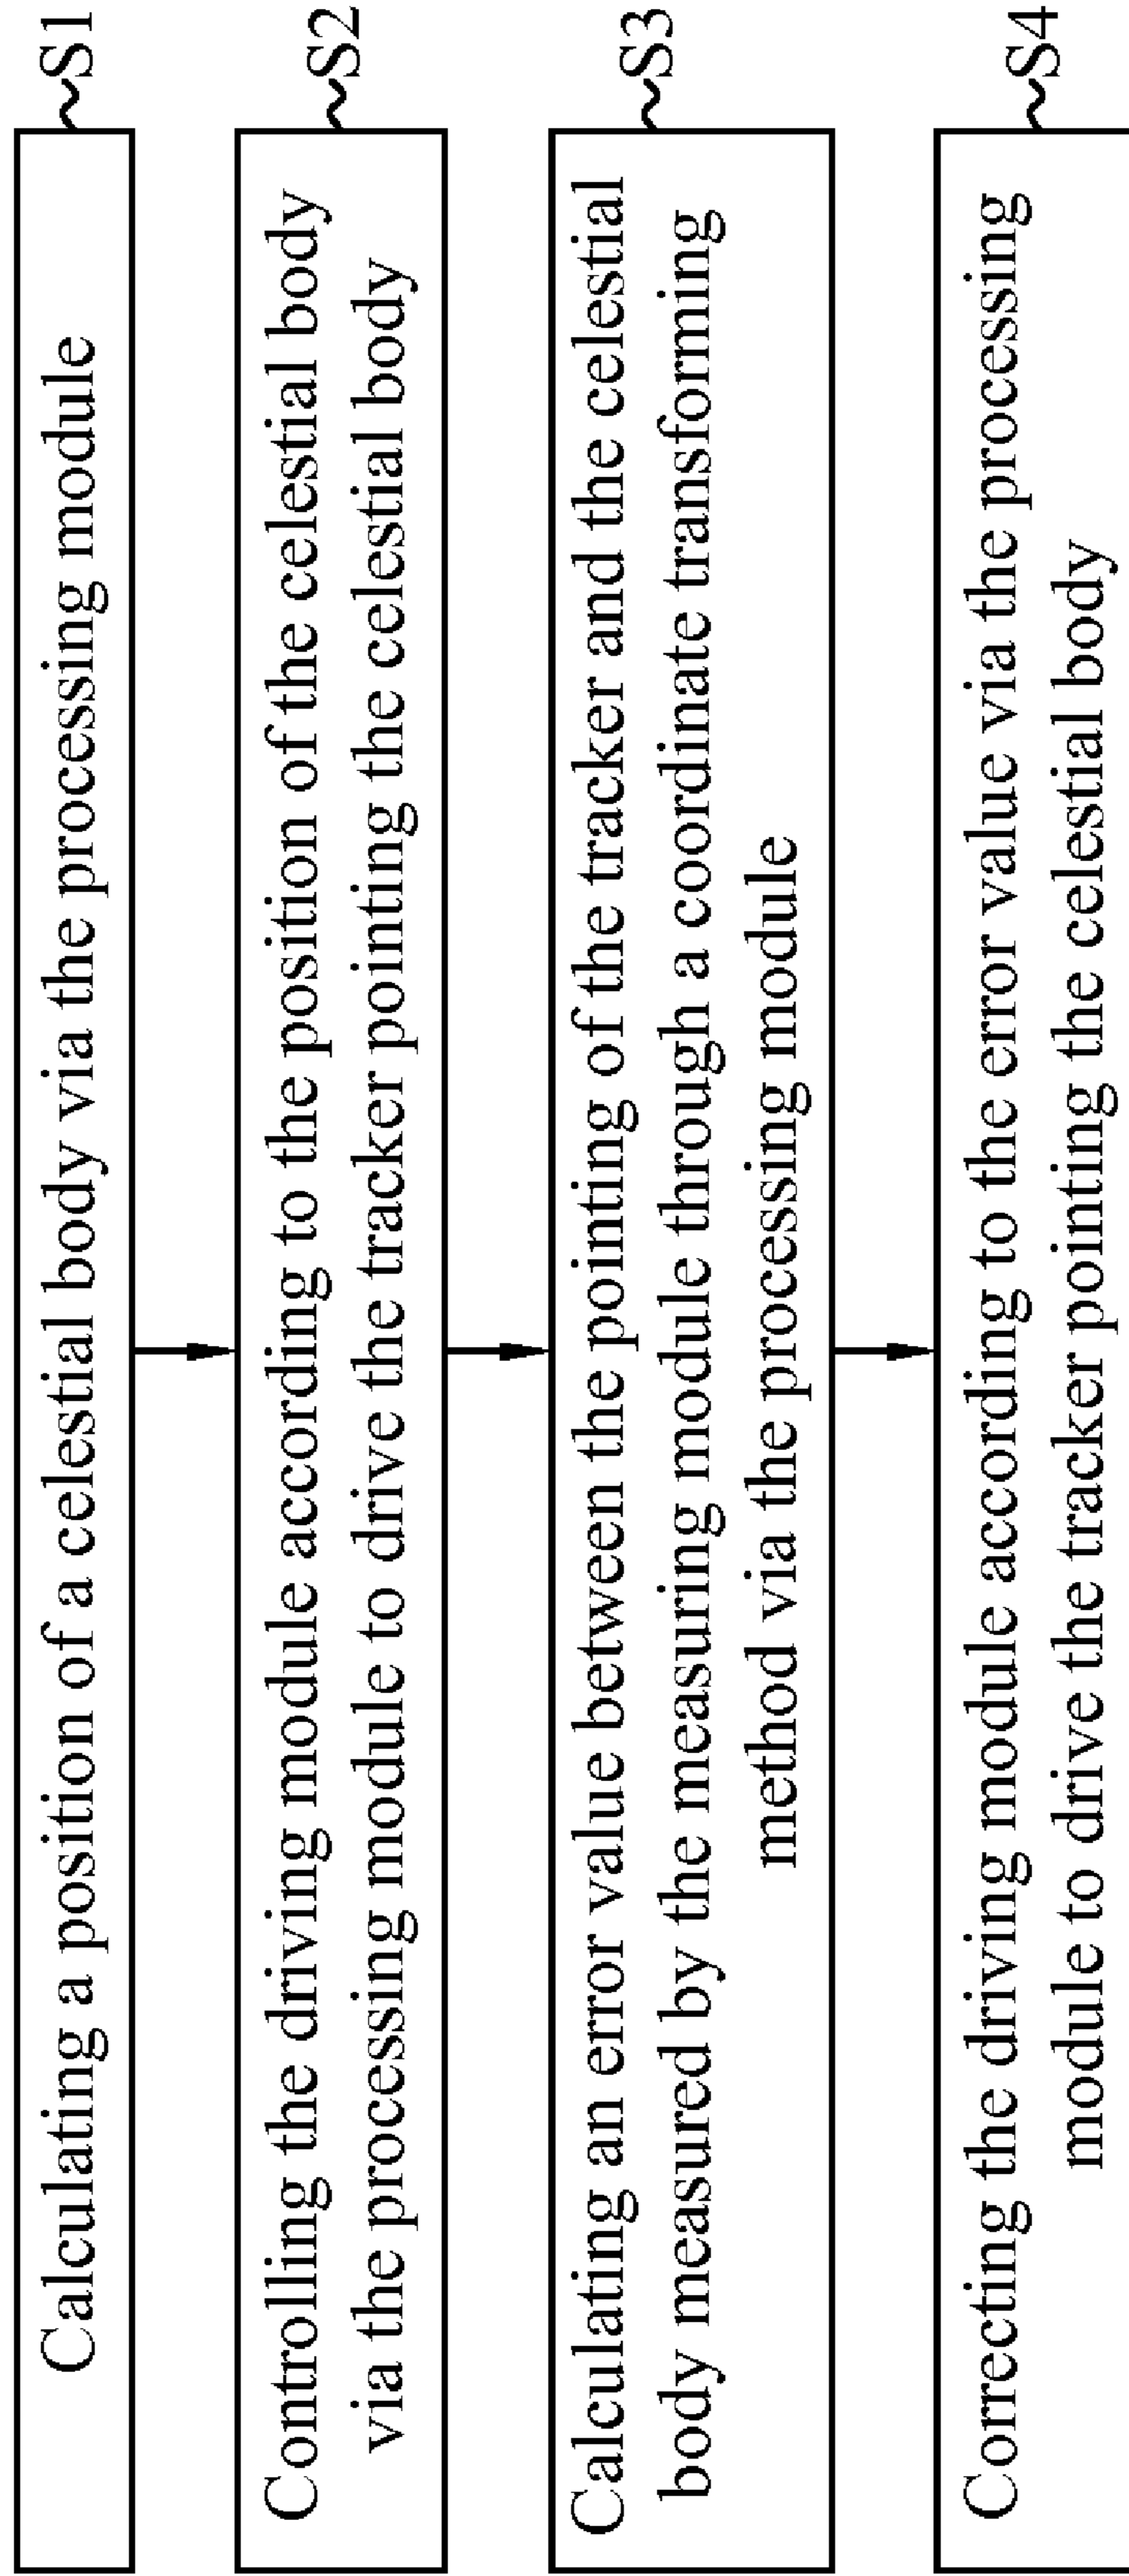 Calculating a position of a celestial body via the processing module
S1
Controlling the driving module according to the position of the celestial body
via the processing module to drive the tracker pointing the celestial body
S2
Calculating an error value between the pointing of the tracker and the celestial
body measured by the measuring module through a coordinate transforming
method via the processing module
S3
Correcting the driving module according to the error value via the processing
module to drive the tracker pointing the celestial body
S4